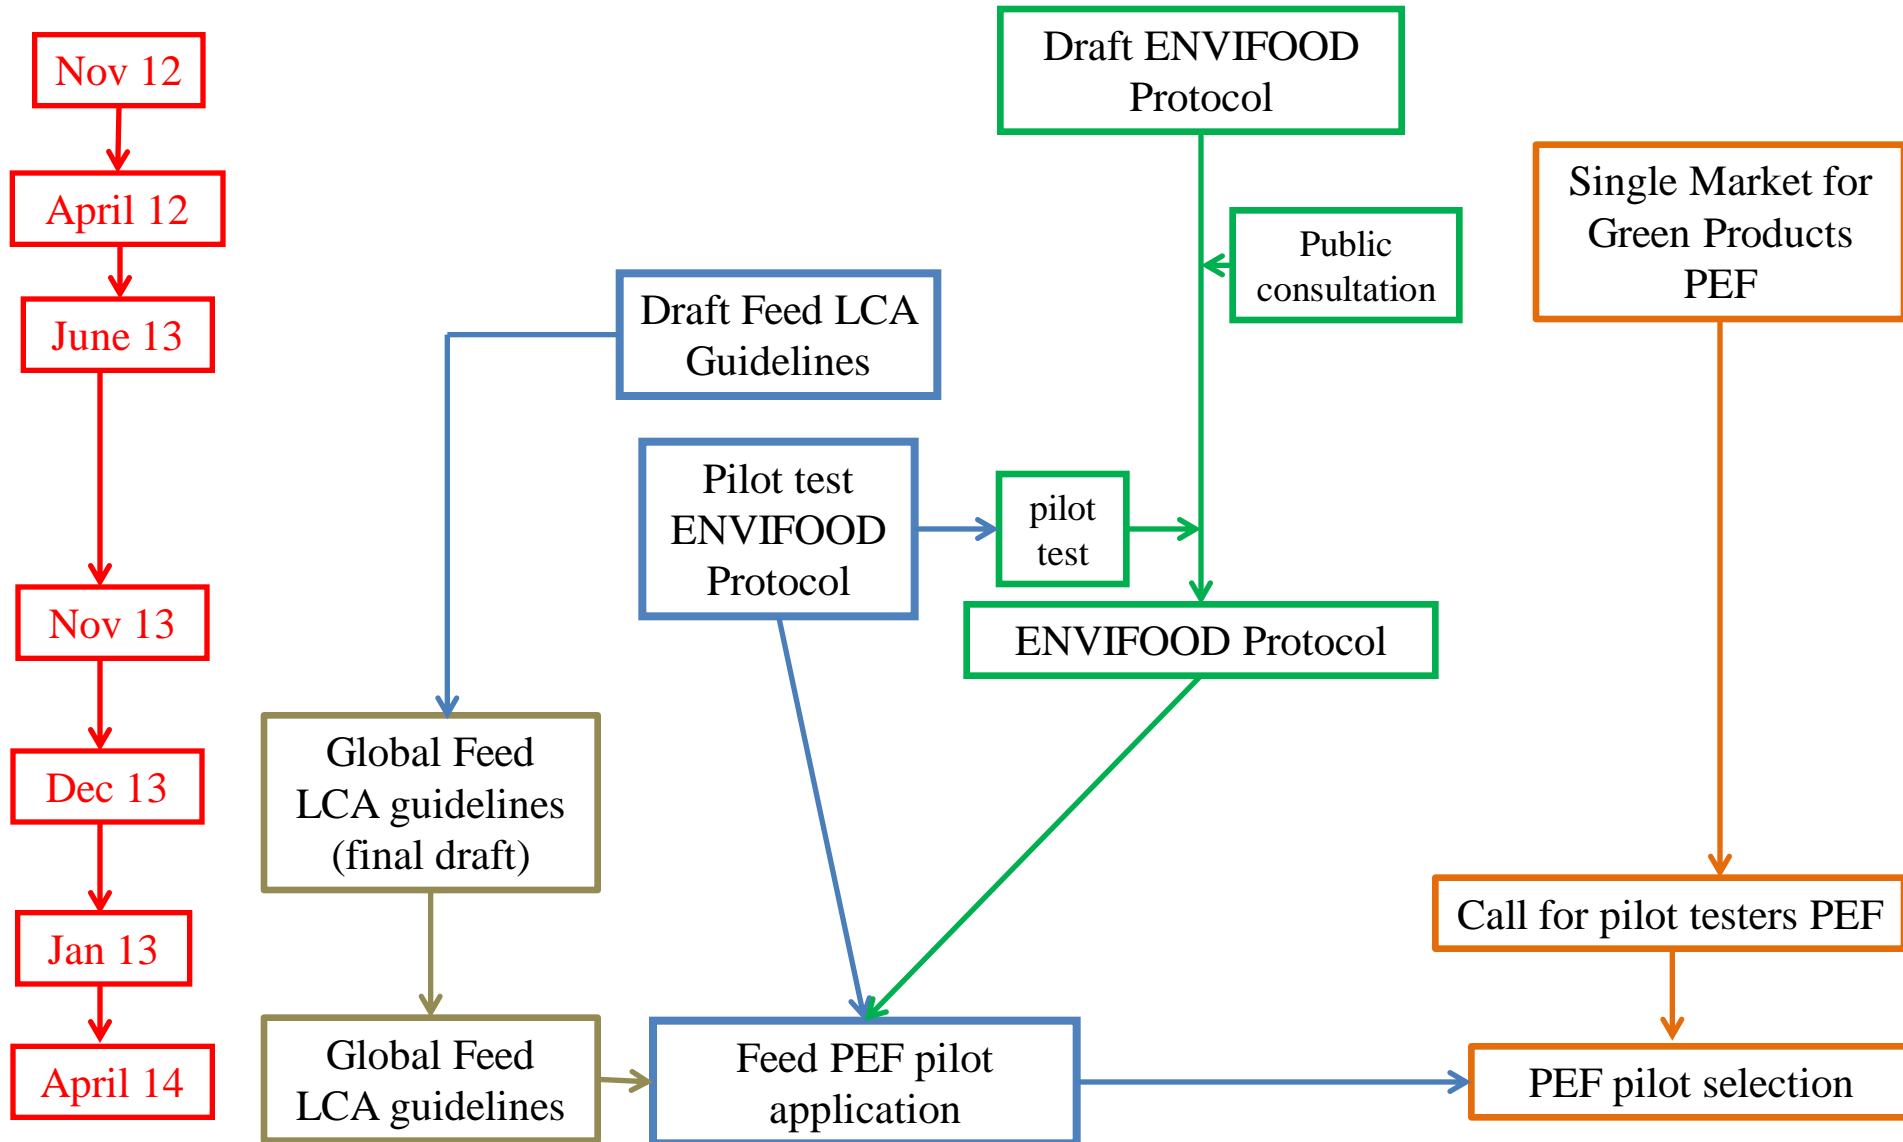 Nov 12
April 12
June 13
Nov 13
Dec 13
Jan 13
April 14
Draft Feed LCA
Guidelines
Pilot test
ENVIFOOD
Protocol
Global Feed
LCA guidelines
(final draft)
Global Feed
LCA guidelines
Feed PEF pilot
application
Draft ENVIFOOD
Protocol
Public
consultation
pilot
test
ENVIFOOD Protocol
Single Market for
Green Products
PEF
Call for pilot testers PEF
PEF pilot selection